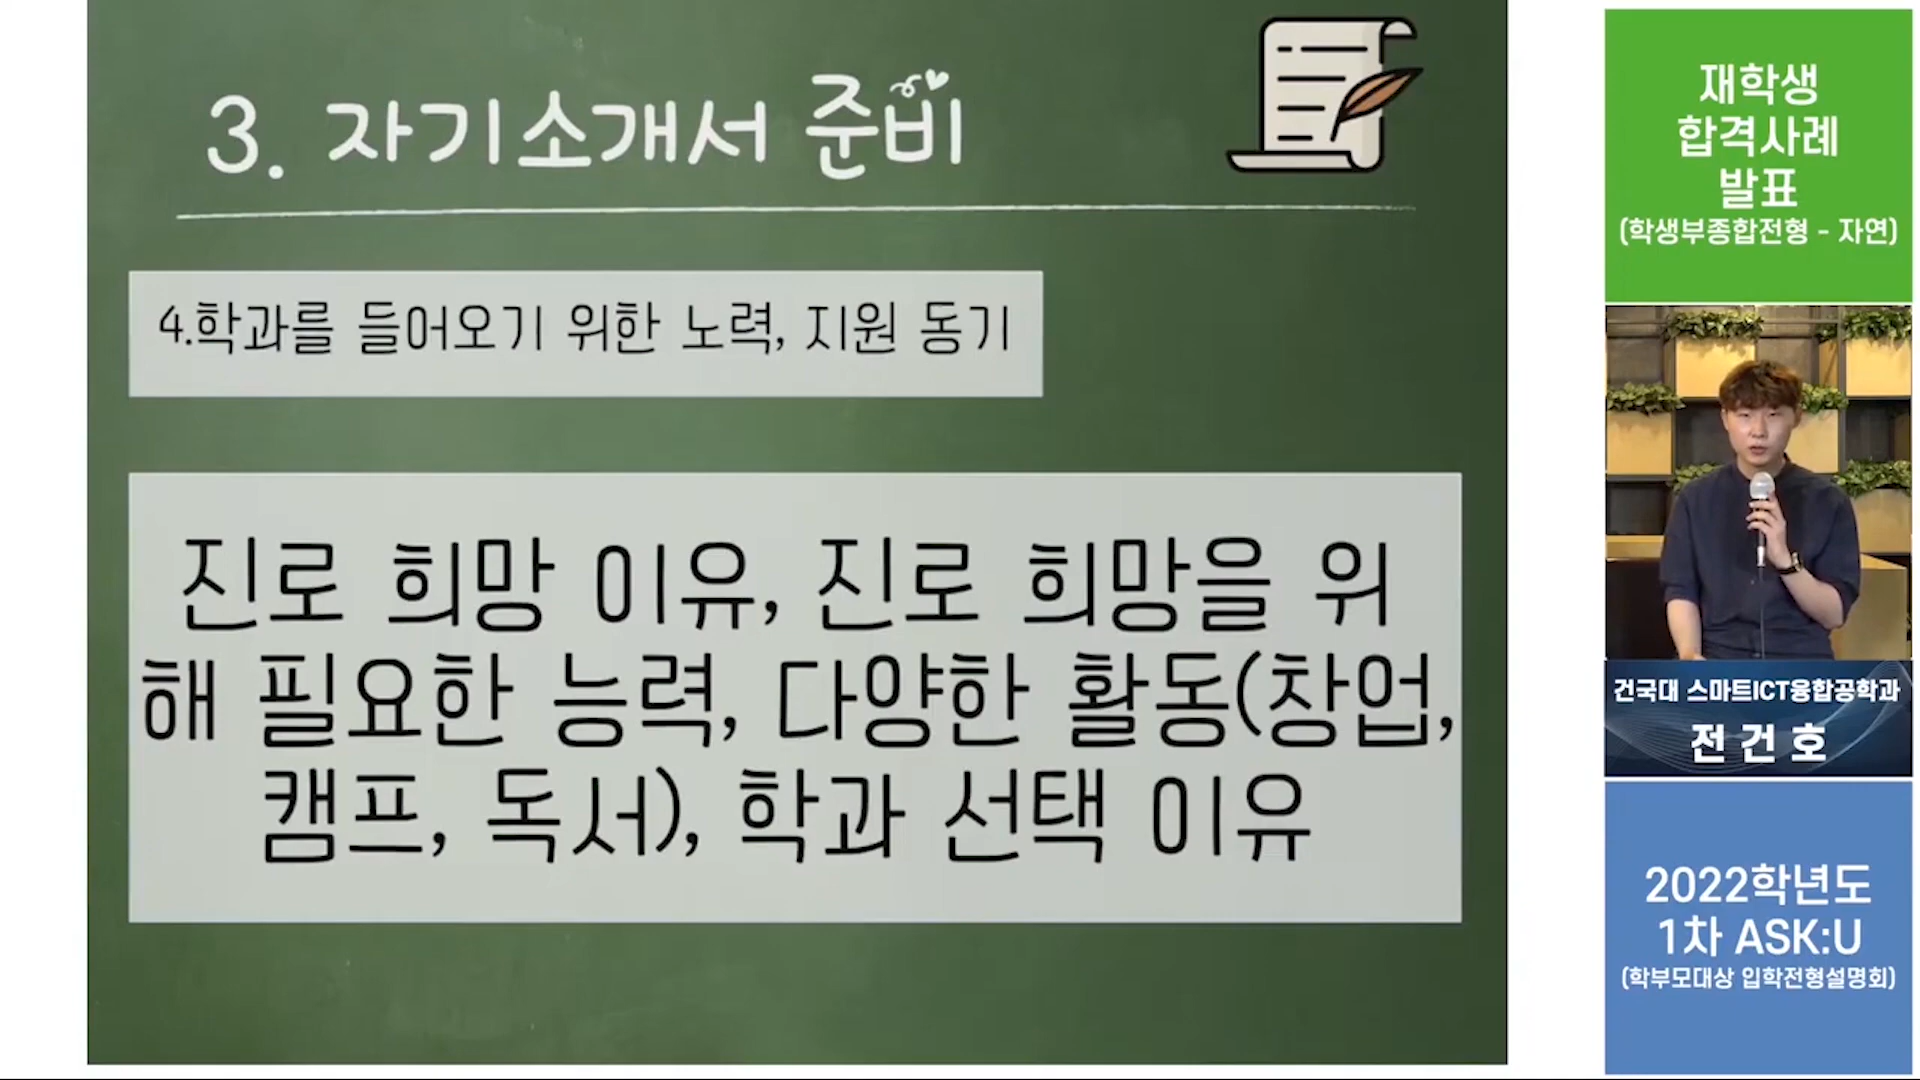 3. 자기소개서 준비
4.학과를 들어오기 위한 노력, 지원 동기
진로 희망 이유, 진로 희망을 위
해 필요한 능력, 다양한 활동(창업,
캠프, 독서), 학과 선택 이유
재학생
합격사례
발표
(학생부종합전형 - 자연)
건국대 스마트ICT융합공학과
전 건 호
2022학년도
1차 ASK:U
(학부모대상 입학전형설명회)